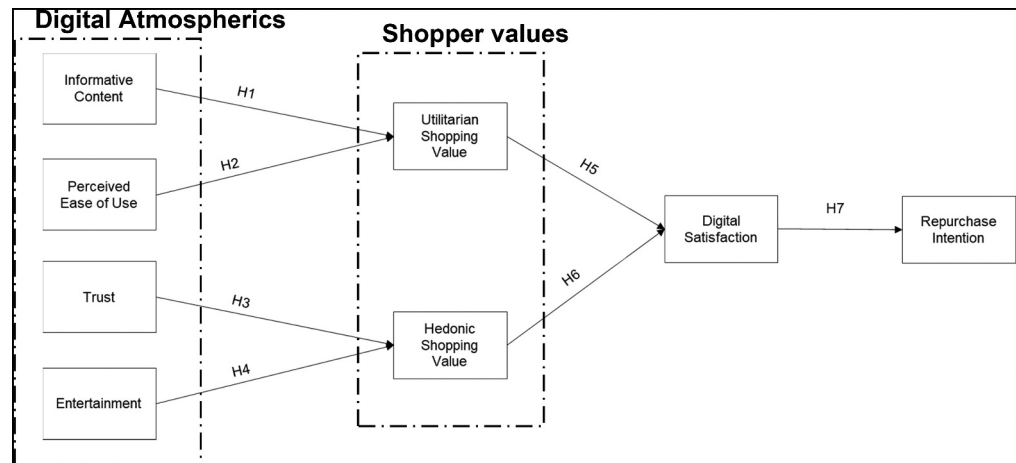 Digital Atmospherics
Shopper values
Informative
Content
H1
Utilitarian
Shopping
Value
H2
Perceived
Ease of Use
H5
Digital
Satisfaction
H7
Repurchase
Intention
Trust
H3
H6
Hedonic
Shopping
Value
H4
Entertainment